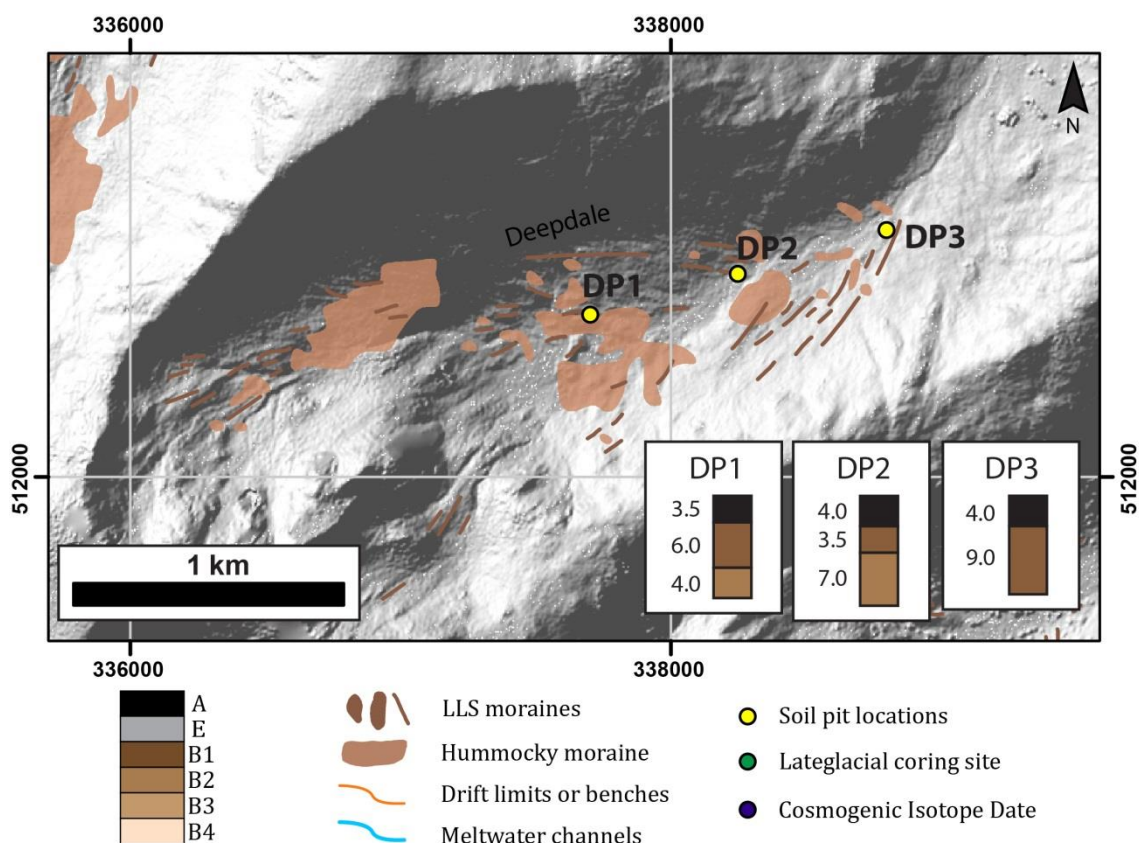 336000
338000
N
Deepdale
DP1
DP2
DP3
512000
512000
DP1
3.5
6.0
4.0
DP2
4.0
3.5
7.0
DP3
4.0
9.0
1 km
336000
338000
A
E
B1
B2
B3
B4
LLS moraines
Hummocky moraine
Drift limits or benches
Meltwater channels
Soil pit locations
Lateglacial coring site
Cosmogenic Isotope Date